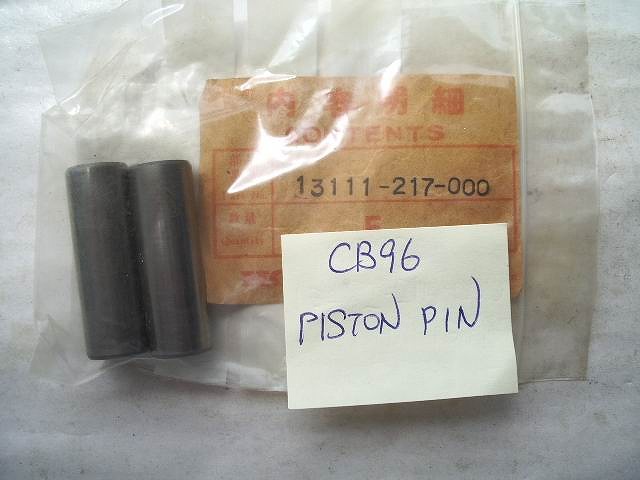 内容明細
CONTENTS
13111-217-000
CB96
PISTON PIN